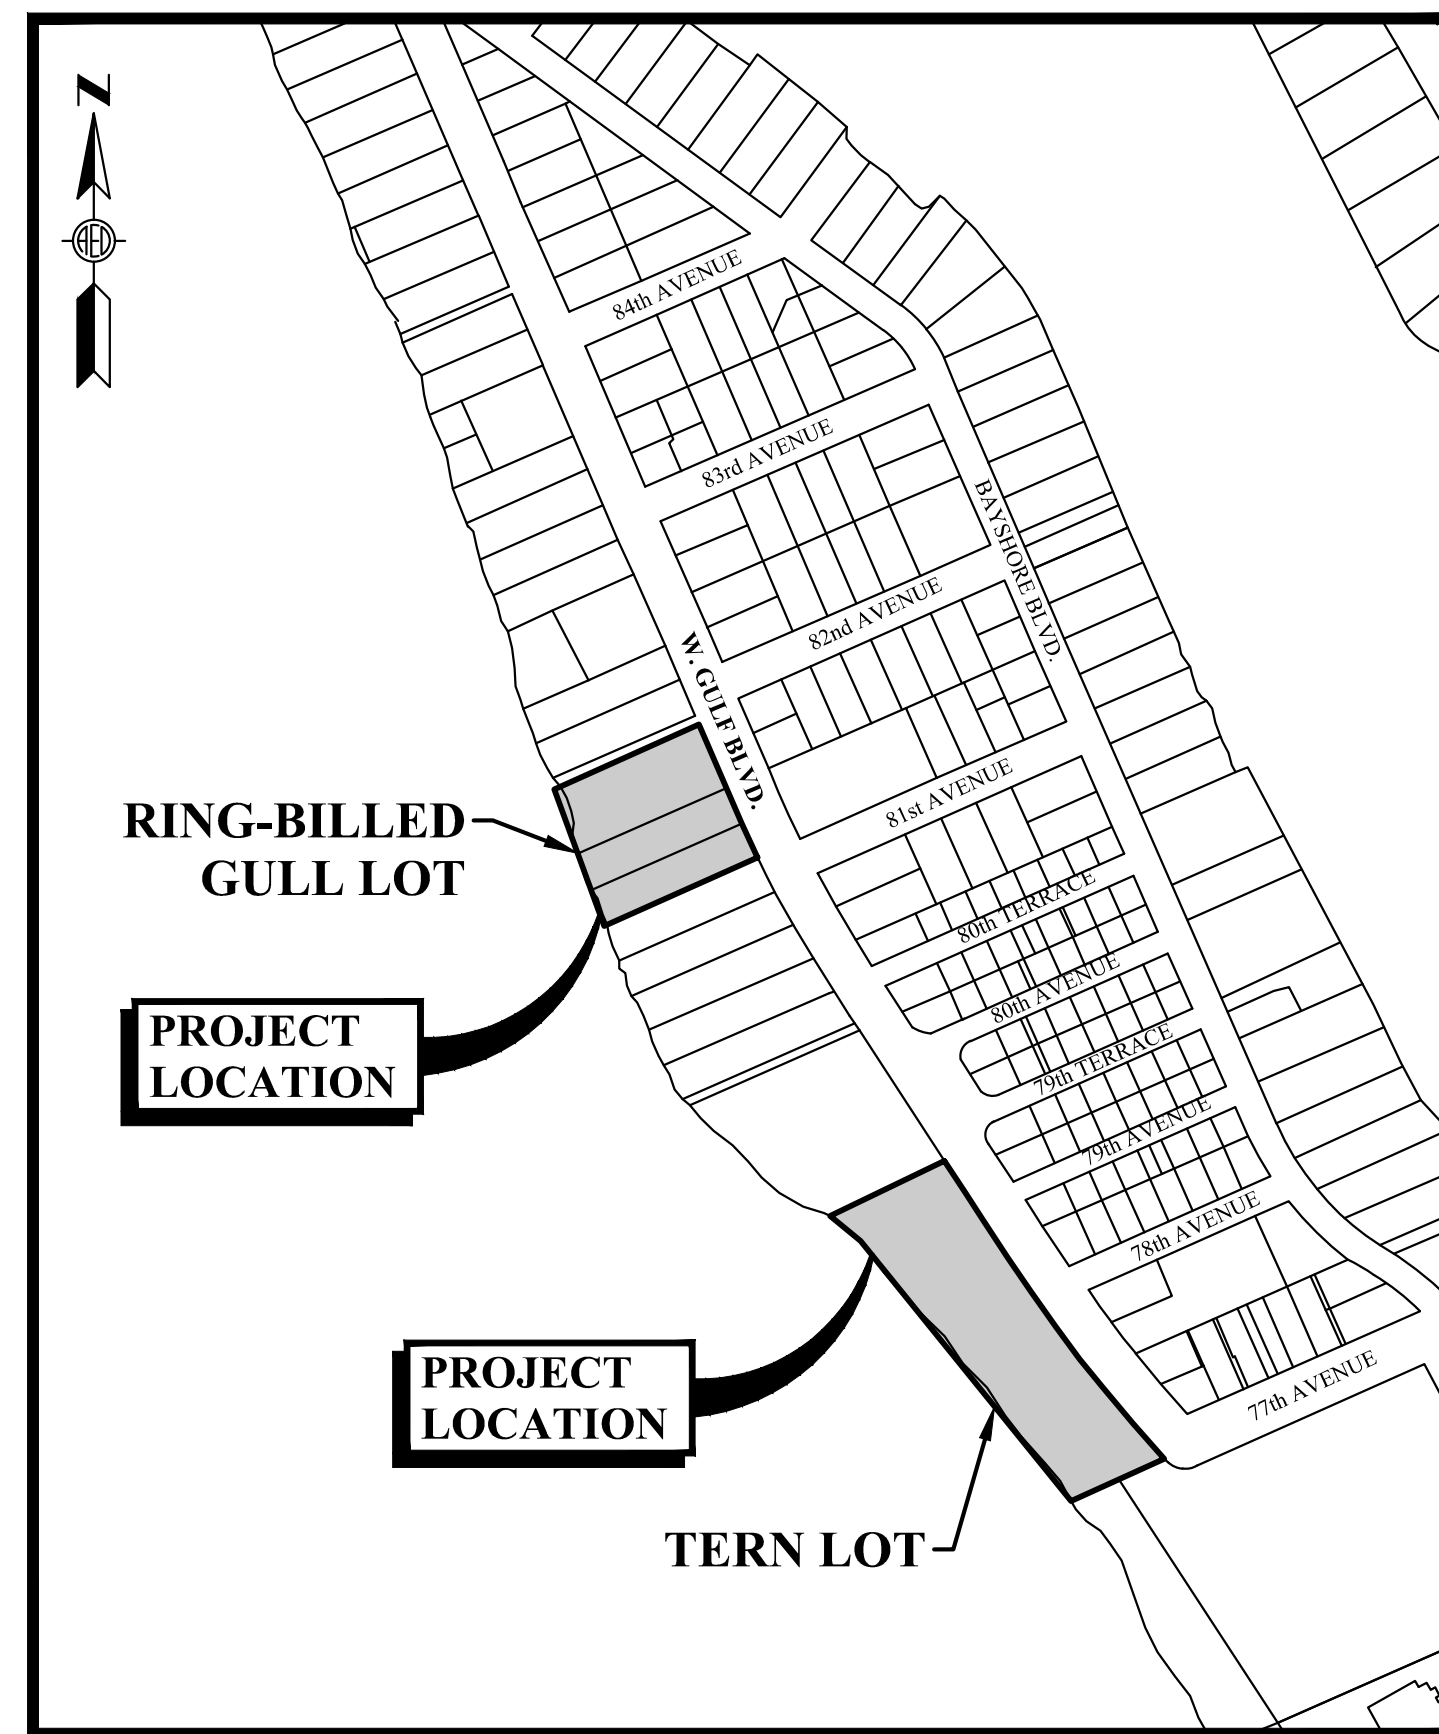 N
AED
84th AVENUE
83rd AVENUE
BAYSHORE BLVD.
82nd AVENUE
W. GULF BLVD.
81st AVENUE
RING-BILLED
GULL LOT
80th TERRACE
80th AVENUE
PROJECT
LOCATION
79th TERRACE
79th AVENUE
78th AVENUE
PROJECT
LOCATION
77th AVENUE
TERN LOT